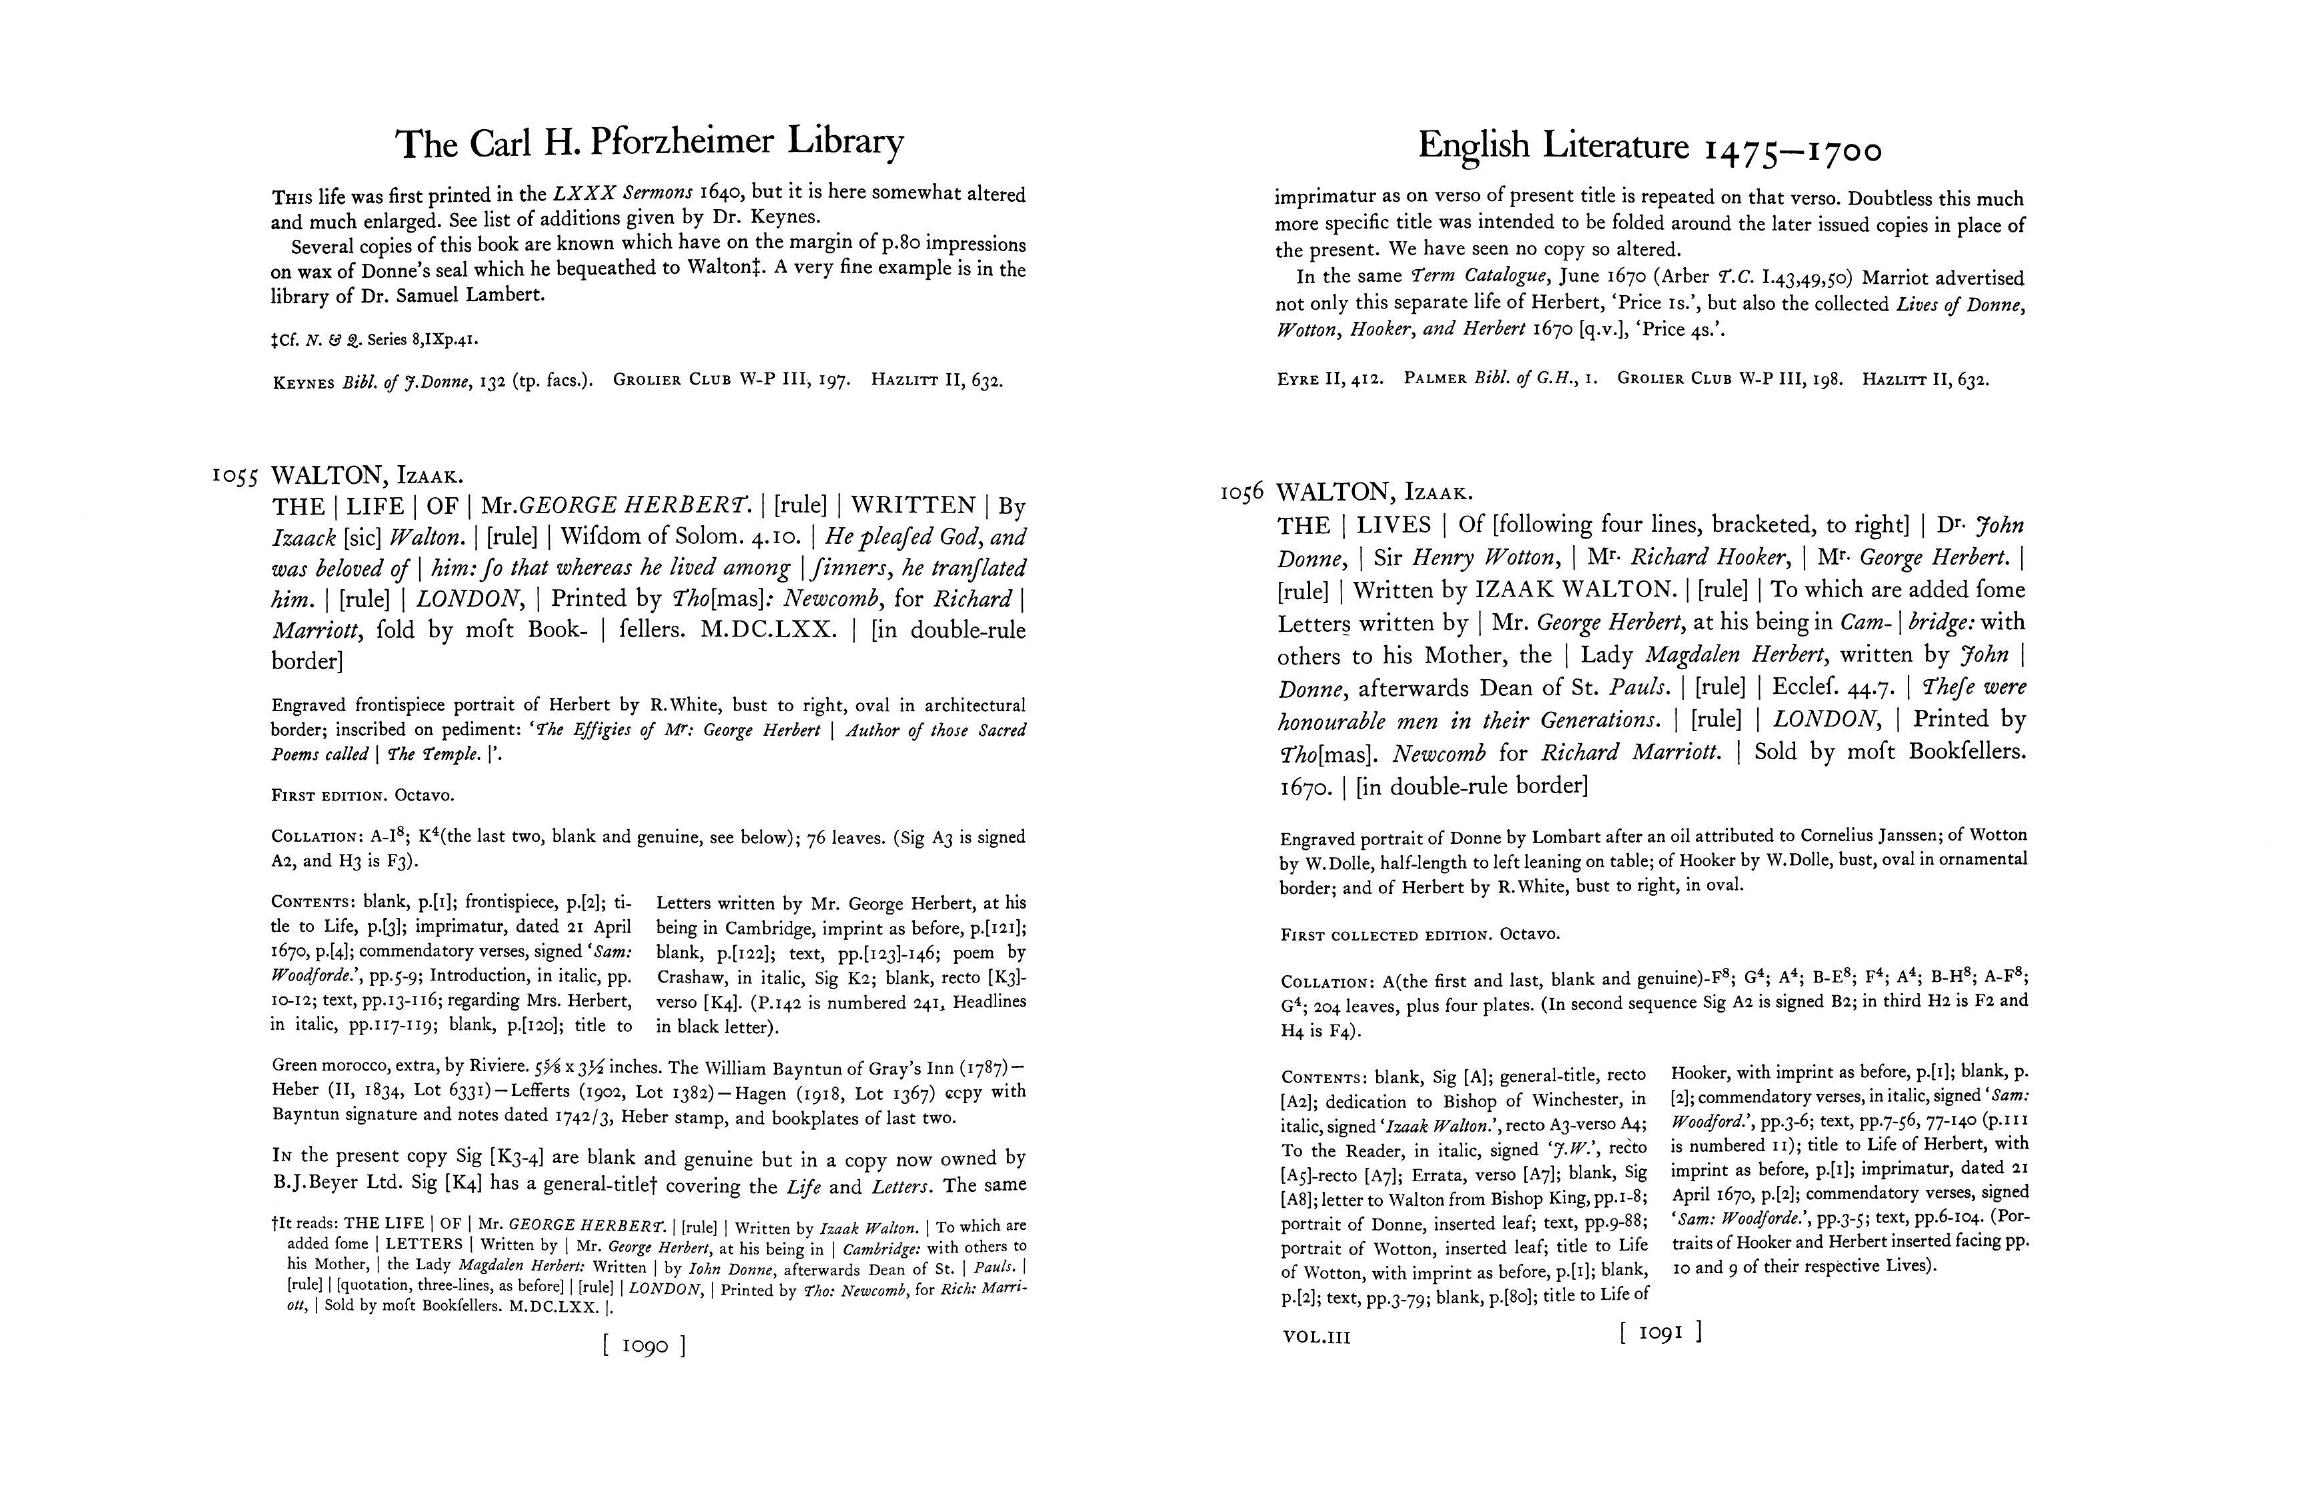 The Carl H. Pforzheimer Library
THIS life was first printed in the LXXX Sermons 1640, but it is here somewhat altered
and much enlarged. See list of additions given by Dr. Keynes.
Several copies of this book are known which have on the margin of p.80 impressions
on wax of Donne's seal which he bequeathed to Walton‡. A very fine example is in the
library of Dr. Samuel Lambert.
‡Cf. N. & Q. Series 8,IXp.41.
KEYNES Bibl. of J.Donne, 132 (tp. facs.). GROLIER CLUB W-P III, 197. HAZLITT II, 632.
1055 WALTON, IZAAK.
THE | LIFE | OF | Mr.GEORGE HERBERT. | [rule] | WRITTEN | By
Izaack [sic] Walton. | [rule] | Wiſdom of Solom. 4.10. | He pleaſed God, and
was beloved of | him: ſo that whereas he lived among | ſinners, he tranſlated
him. | [rule] | LONDON, | Printed by Tho[mas]: Newcomb, for Richard |
Marriott, ſold by moſt Book- | ſellers. M.DC.LXX. | [in double-rule
border]
Engraved frontispiece portrait of Herbert by R.White, bust to right, oval in architectural
border; inscribed on pediment: ‘The Effigies of Mr: George Herbert | Author of those Sacred
Poems called | The Temple. |’.
FIRST EDITION. Octavo.
COLLATION: A-I⁸; K⁴(the last two, blank and genuine, see below); 76 leaves. (Sig A3 is signed
A2, and H3 is F3).
CONTENTS: blank, p.[1]; frontispiece, p.[2]; ti-
tle to Life, p.[3]; imprimatur, dated 21 April
1670, p.[4]; commendatory verses, signed ‘Sam:
Woodforde.’, pp.5-9; Introduction, in italic, pp.
10-12; text, pp.13-116; regarding Mrs. Herbert,
in italic, pp.117-119; blank, p.[120]; title to
Letters written by Mr. George Herbert, at his
being in Cambridge, imprint as before, p.[121];
blank, p.[122]; text, pp.[123]-146; poem by
Crashaw, in italic, Sig K2; blank, recto [K3]-
verso [K4]. (P.142 is numbered 241, Headlines
in black letter).
Green morocco, extra, by Riviere. 5⅝ x 3½ inches. The William Bayntun of Gray's Inn (1787)—
Heber (II, 1834, Lot 6331)—Lefferts (1902, Lot 1382)—Hagen (1918, Lot 1367) copy with
Bayntun signature and notes dated 1742/3, Heber stamp, and bookplates of last two.
IN the present copy Sig [K3-4] are blank and genuine but in a copy now owned by
B.J.Beyer Ltd. Sig [K4] has a general-title† covering the Life and Letters. The same
†It reads: THE LIFE | OF | Mr. GEORGE HERBERT. | [rule] | Written by Izaak Walton. | To which are
added ſome | LETTERS | Written by | Mr. George Herbert, at his being in | Cambridge: with others to
his Mother, | the Lady Magdalen Herbert: Written | by Iohn Donne, afterwards Dean of St. | Pauls. |
[rule] | [quotation, three-lines, as before] | [rule] | LONDON, | Printed by Tho: Newcomb, for Rich: Marri-
ott, | Sold by moſt Bookſellers. M.DC.LXX. |.
[ 1090 ]
English Literature 1475—1700
imprimatur as on verso of present title is repeated on that verso. Doubtless this much
more specific title was intended to be folded around the later issued copies in place of
the present. We have seen no copy so altered.
In the same Term Catalogue, June 1670 (Arber T.C. I.43,49,50) Marriot advertised
not only this separate life of Herbert, ‘Price 1s.’, but also the collected Lives of Donne,
Wotton, Hooker, and Herbert 1670 [q.v.], ‘Price 4s.’.
EYRE II, 412. PALMER Bibl. of G.H., 1. GROLIER CLUB W-P III, 198. HAZLITT II, 632.
1056 WALTON, IZAAK.
THE | LIVES | Of [following four lines, bracketed, to right] | Dr. John
Donne, | Sir Henry Wotton, | Mr. Richard Hooker, | Mr. George Herbert. |
[rule] | Written by IZAAK WALTON. | [rule] | To which are added ſome
Letters written by | Mr. George Herbert, at his being in Cam- | bridge: with
others to his Mother, the | Lady Magdalen Herbert, written by John |
Donne, afterwards Dean of St. Pauls. | [rule] | Eccleſ. 44.7. | Theſe were
honourable men in their Generations. | [rule] | LONDON, | Printed by
Tho[mas]. Newcomb for Richard Marriott. | Sold by moſt Bookſellers.
1670. | [in double-rule border]
Engraved portrait of Donne by Lombart after an oil attributed to Cornelius Janssen; of Wotton
by W.Dolle, half-length to left leaning on table; of Hooker by W.Dolle, bust, oval in ornamental
border; and of Herbert by R.White, bust to right, in oval.
FIRST COLLECTED EDITION. Octavo.
COLLATION: A(the first and last, blank and genuine)-F⁸; G⁴; A⁴; B-E⁸; F⁴; A⁴; B-H⁸; A-F⁸;
G⁴; 204 leaves, plus four plates. (In second sequence Sig A2 is signed B2; in third H2 is F2 and
H4 is F4).
CONTENTS: blank, Sig [A]; general-title, recto
[A2]; dedication to Bishop of Winchester, in
italic, signed ‘Izaak Walton.’, recto A3-verso A4;
To the Reader, in italic, signed ‘J.W.’, recto
[A5]-recto [A7]; Errata, verso [A7]; blank, Sig
[A8]; letter to Walton from Bishop King, pp.1-8;
portrait of Donne, inserted leaf; text, pp.9-88;
portrait of Wotton, inserted leaf; title to Life
of Wotton, with imprint as before, p.[1]; blank,
p.[2]; text, pp.3-79; blank, p.[80]; title to Life of
Hooker, with imprint as before, p.[1]; blank, p.
[2]; commendatory verses, in italic, signed ‘Sam:
Woodford.’, pp.3-6; text, pp.7-56, 77-140 (p.111
is numbered 11); title to Life of Herbert, with
imprint as before, p.[1]; imprimatur, dated 21
April 1670, p.[2]; commendatory verses, signed
‘Sam: Woodforde.’, pp.3-5; text, pp.6-104. (Por-
traits of Hooker and Herbert inserted facing pp.
10 and 9 of their respective Lives).
VOL.III
[ 1091 ]